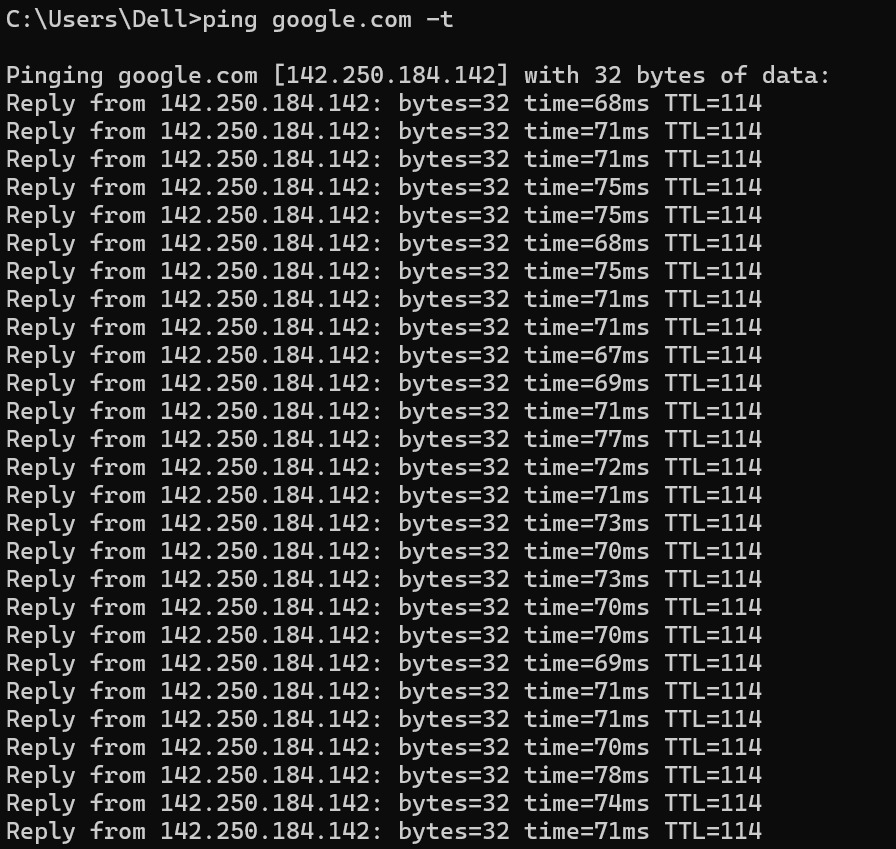 C:\Users\Dell>ping google.com -t
Pinging google.com [142.250.184.142] with 32 bytes of data:
Reply from 142.250.184.142: bytes=32 time=68ms TTL=114
Reply from 142.250.184.142: bytes=32 time=71ms TTL=114
Reply from 142.250.184.142: bytes=32 time=71ms TTL=114
Reply from 142.250.184.142: bytes=32 time=75ms TTL=114
Reply from 142.250.184.142: bytes=32 time=75ms TTL=114
Reply from 142.250.184.142: bytes=32 time=68ms TTL=114
Reply from 142.250.184.142: bytes=32 time=75ms TTL=114
Reply from 142.250.184.142: bytes=32 time=71ms TTL=114
Reply from 142.250.184.142: bytes=32 time=71ms TTL=114
Reply from 142.250.184.142: bytes=32 time=67ms TTL=114
Reply from 142.250.184.142: bytes=32 time=69ms TTL=114
Reply from 142.250.184.142: bytes=32 time=71ms TTL=114
Reply from 142.250.184.142: bytes=32 time=77ms TTL=114
Reply from 142.250.184.142: bytes=32 time=72ms TTL=114
Reply from 142.250.184.142: bytes=32 time=71ms TTL=114
Reply from 142.250.184.142: bytes=32 time=73ms TTL=114
Reply from 142.250.184.142: bytes=32 time=70ms TTL=114
Reply from 142.250.184.142: bytes=32 time=73ms TTL=114
Reply from 142.250.184.142: bytes=32 time=70ms TTL=114
Reply from 142.250.184.142: bytes=32 time=70ms TTL=114
Reply from 142.250.184.142: bytes=32 time=69ms TTL=114
Reply from 142.250.184.142: bytes=32 time=71ms TTL=114
Reply from 142.250.184.142: bytes=32 time=71ms TTL=114
Reply from 142.250.184.142: bytes=32 time=70ms TTL=114
Reply from 142.250.184.142: bytes=32 time=78ms TTL=114
Reply from 142.250.184.142: bytes=32 time=74ms TTL=114
Reply from 142.250.184.142: bytes=32 time=71ms TTL=114